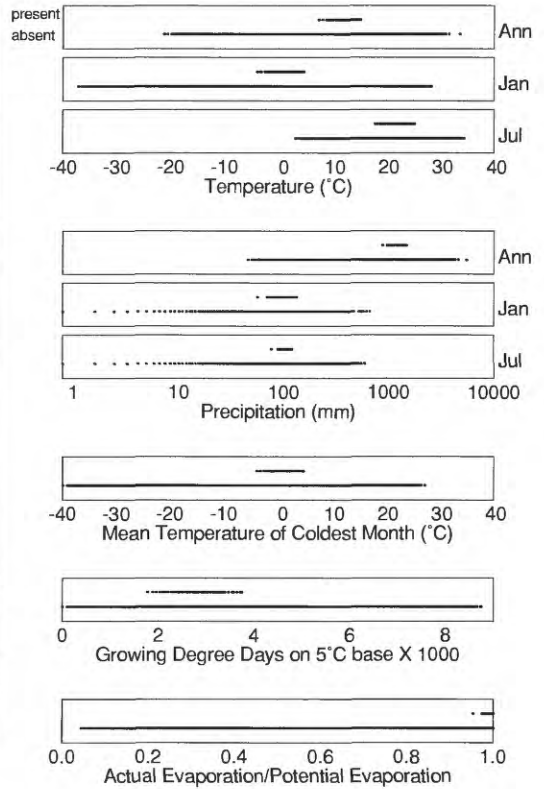 present
absent
Ann
Jan
Jul
-40 -30 -20 -10 0 10 20 30 40
Temperature (˚C)
Ann
Jan
Jul
1 10 100 1000 10000
Precipitation (mm)
-40 -30 -20 -10 0 10 20 30 40
Mean Temperature of Coldest Month (˚C)
0 2 4 6 8
Growing Degree Days on 5˚C base X 1000
0.0 0.2 0.4 0.6 0.8 1.0
Actual Evaporation/Potential Evaporation